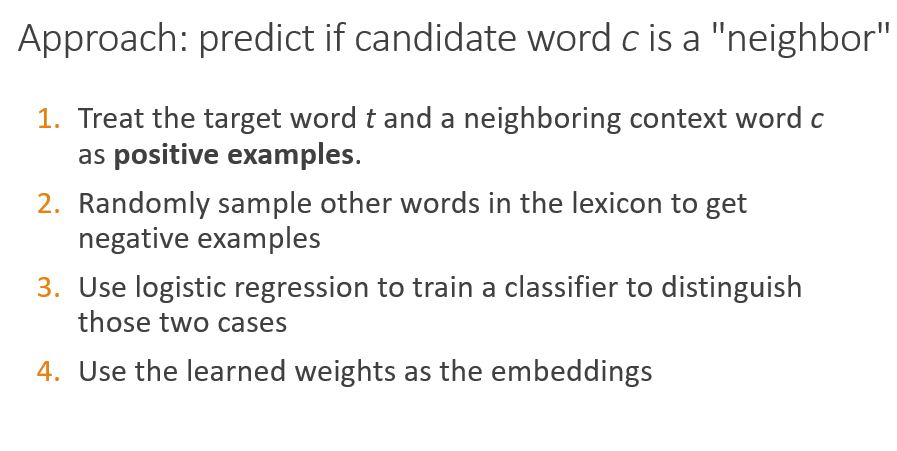 Approach: predict if candidate word c is a "neighbor"
1. Treat the target word t and a neighboring context word c
as positive examples.
2. Randomly sample other words in the lexicon to get
negative examples
3. Use logistic regression to train a classifier to distinguish
those two cases
4. Use the learned weights as the embeddings